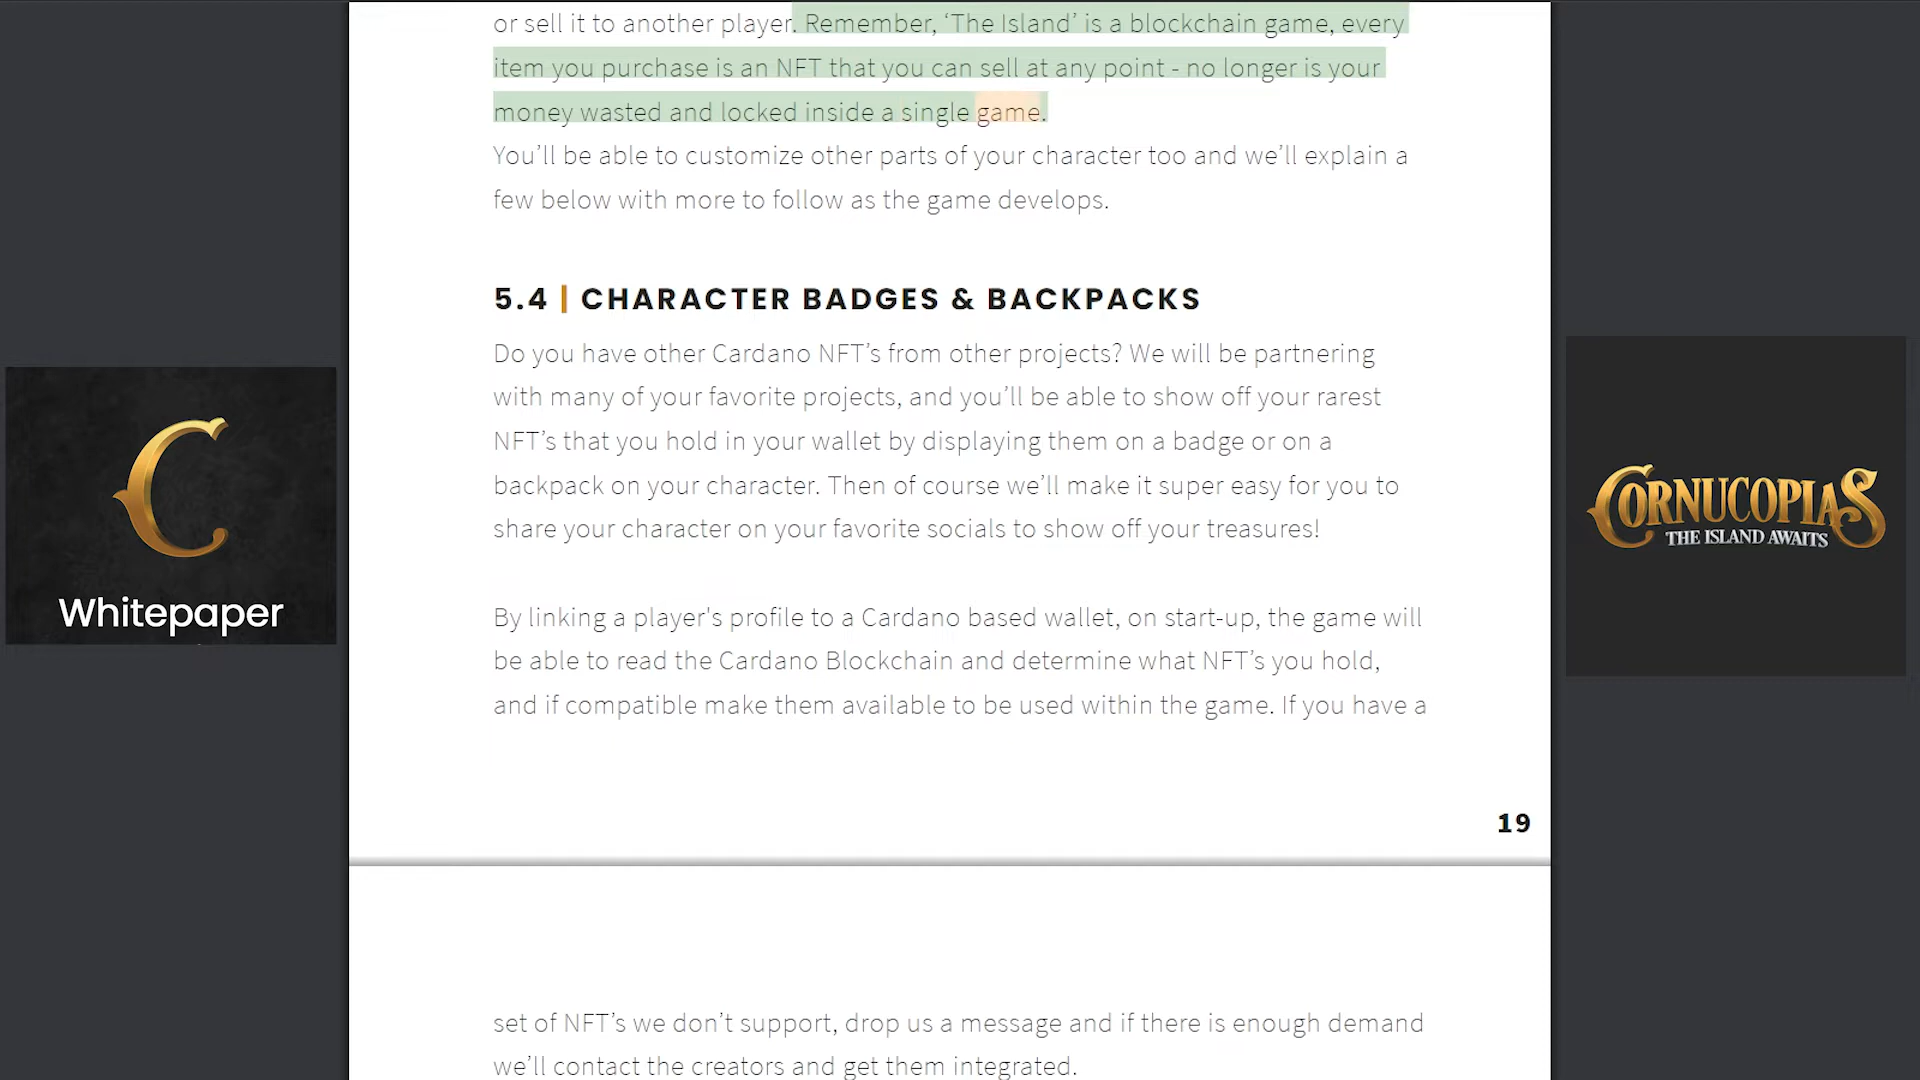 or sell it to another player. Remember, ‘The Island’ is a blockchain game, every
item you purchase is an NFT that you can sell at any point - no longer is your
money wasted and locked inside a single game.
You’ll be able to customize other parts of your character too and we’ll explain a
few below with more to follow as the game develops.
5.4 | CHARACTER BADGES & BACKPACKS
Do you have other Cardano NFT’s from other projects? We will be partnering
with many of your favorite projects, and you’ll be able to show off your rarest
NFT’s that you hold in your wallet by displaying them on a badge or on a
backpack on your character. Then of course we’ll make it super easy for you to
share your character on your favorite socials to show off your treasures!
By linking a player's profile to a Cardano based wallet, on start-up, the game will
be able to read the Cardano Blockchain and determine what NFT’s you hold,
and if compatible make them available to be used within the game. If you have a
19
set of NFT’s we don’t support, drop us a message and if there is enough demand
we’ll contact the creators and get them integrated.
C
Whitepaper
CORNUCOPIAS
THE ISLAND AWAITS